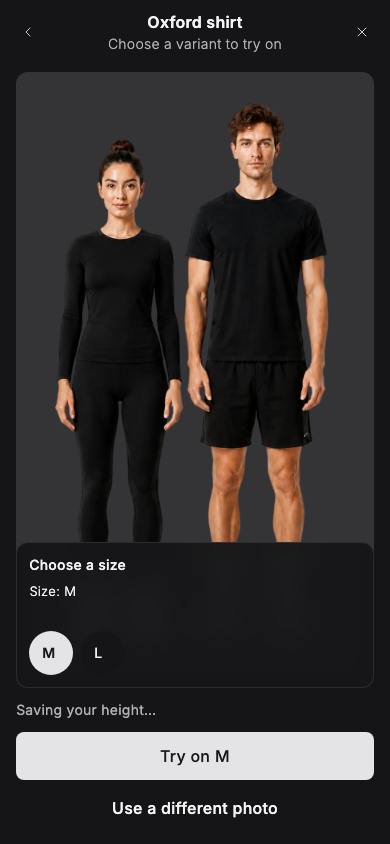 Oxford shirt
Choose a variant to try on
Choose a size
Size: M
M
L
Saving your height...
Try on M
Use a different photo